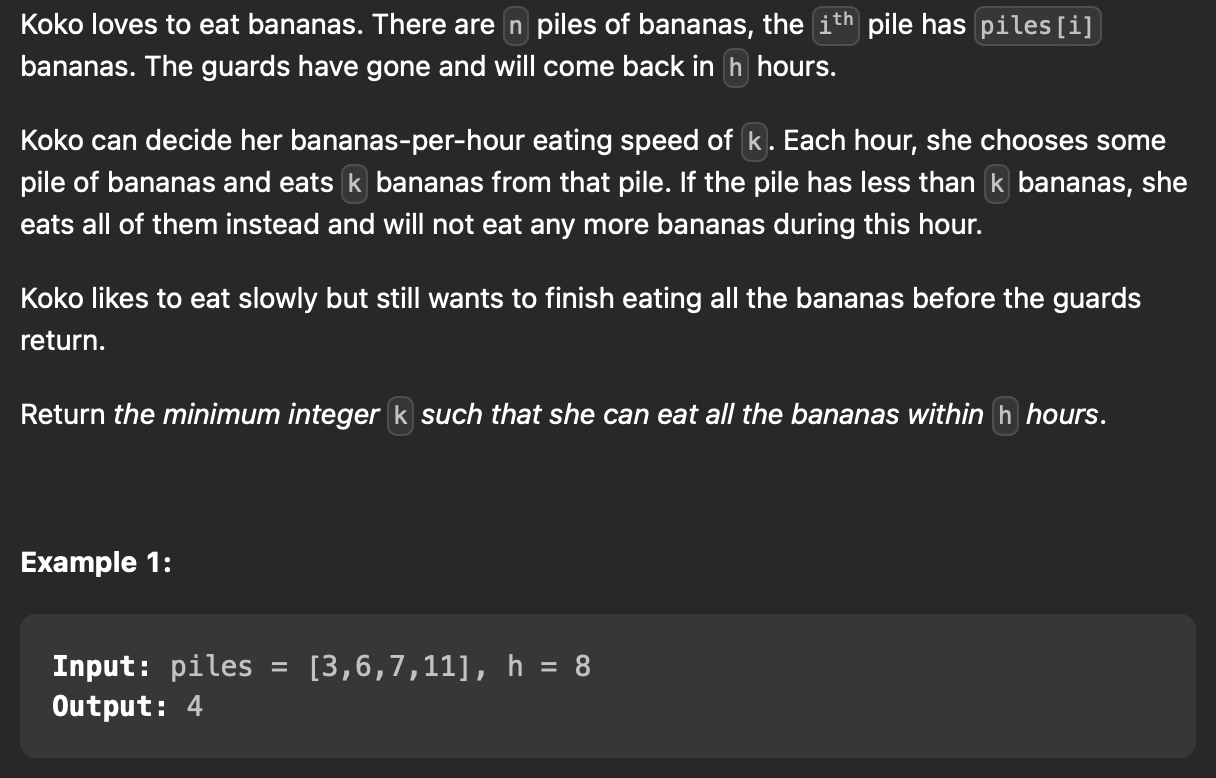 Koko loves to eat bananas. There are n piles of bananas, the ith pile has piles[i]
bananas. The guards have gone and will come back in h hours.
Koko can decide her bananas-per-hour eating speed of k. Each hour, she chooses some
pile of bananas and eats k bananas from that pile. If the pile has less than k bananas, she
eats all of them instead and will not eat any more bananas during this hour.
Koko likes to eat slowly but still wants to finish eating all the bananas before the guards
return.
Return the minimum integer k such that she can eat all the bananas within h hours.
Example 1:
Input: piles = [3,6,7,11], h = 8
Output: 4